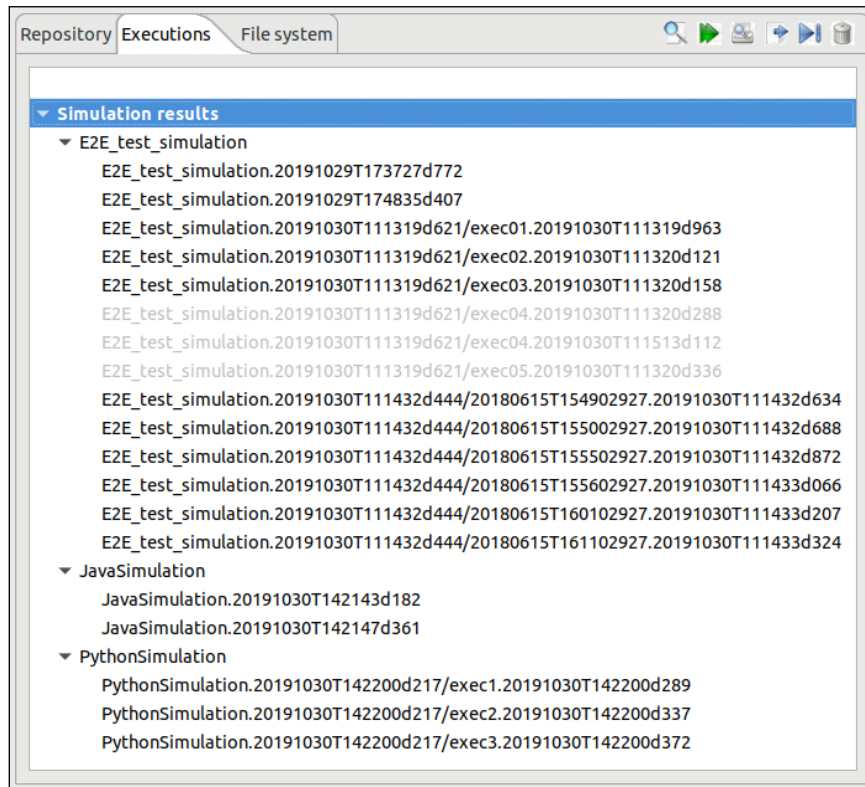 Repository Executions File system
Simulation results
E2E_test_simulation
E2E_test_simulation.20191029T173727d772
E2E_test_simulation.20191029T174835d407
E2E_test_simulation.20191030T111319d621/exec01.20191030T111319d963
E2E_test_simulation.20191030T111319d621/exec02.20191030T111320d121
E2E_test_simulation.20191030T111319d621/exec03.20191030T111320d158
E2E_test_simulation.20191030T111319d621/exec04.20191030T111320d288
E2E_test_simulation.20191030T111319d621/exec04.20191030T111513d112
E2E_test_simulation.20191030T111319d621/exec05.20191030T111320d336
E2E_test_simulation.20191030T111432d444/20180615T154902927.20191030T111432d634
E2E_test_simulation.20191030T111432d444/20180615T155002927.20191030T111432d688
E2E_test_simulation.20191030T111432d444/20180615T155502927.20191030T111432d872
E2E_test_simulation.20191030T111432d444/20180615T155602927.20191030T111433d066
E2E_test_simulation.20191030T111432d444/20180615T160102927.20191030T111433d207
E2E_test_simulation.20191030T111432d444/20180615T161102927.20191030T111433d324
JavaSimulation
JavaSimulation.20191030T142143d182
JavaSimulation.20191030T142147d361
PythonSimulation
PythonSimulation.20191030T142200d217/exec1.20191030T142200d289
PythonSimulation.20191030T142200d217/exec2.20191030T142200d337
PythonSimulation.20191030T142200d217/exec3.20191030T142200d372